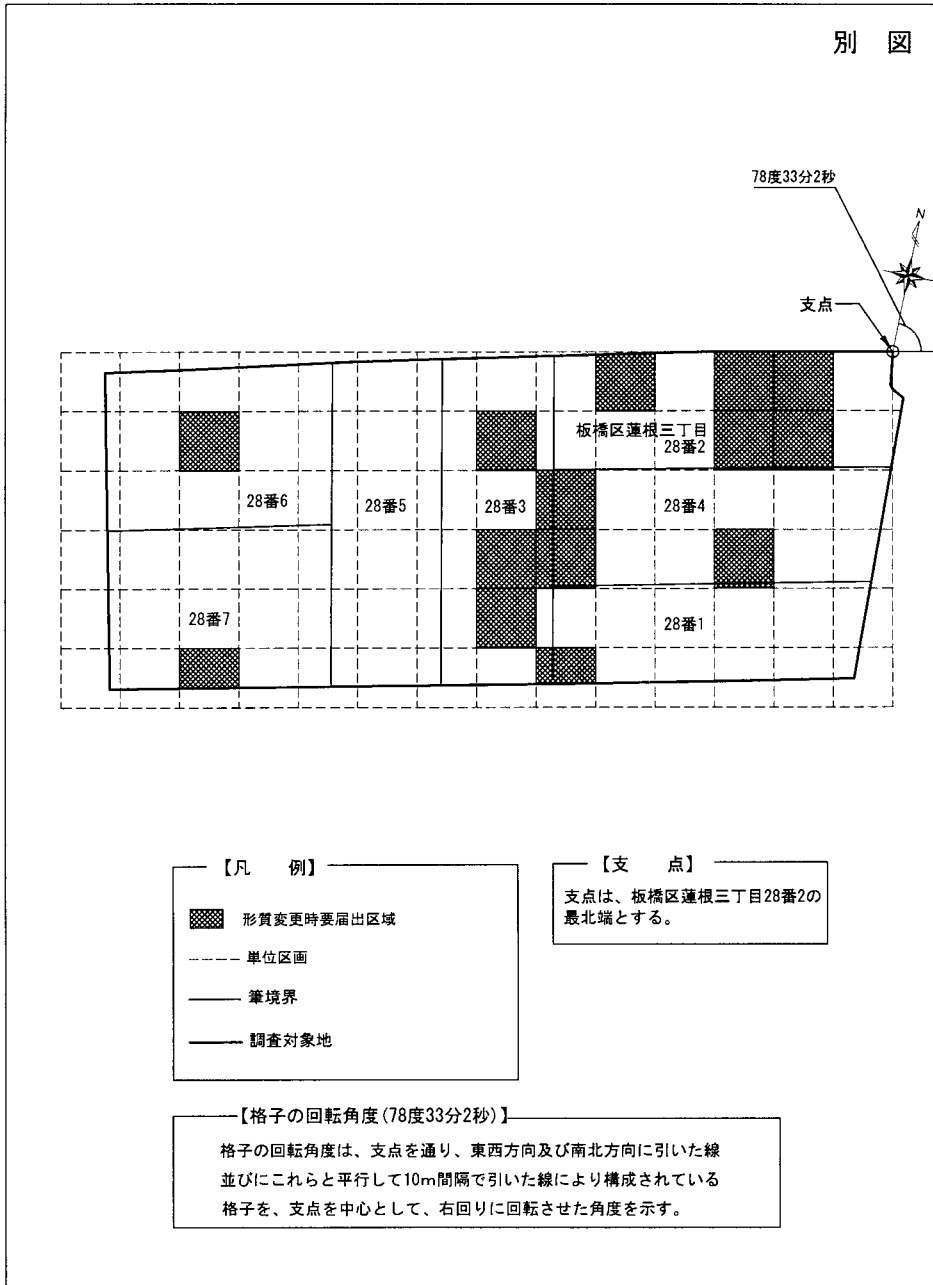 別 図
78度33分2秒
N
支点
板橋区蓮根三丁目
28番2
28番6
28番5
28番3
28番4
28番7
28番1
【凡 例】
形質変更時要届出区域
単位区画
筆境界
調査対象地
【支 点】
支点は、板橋区蓮根三丁目28番2の
最北端とする。
【格子の回転角度(78度33分2秒)】
格子の回転角度は、支点を通り、東西方向及び南北方向に引いた線
並びにこれらと平行して10m間隔で引いた線により構成されている
格子を、支点を中心として、右回りに回転させた角度を示す。